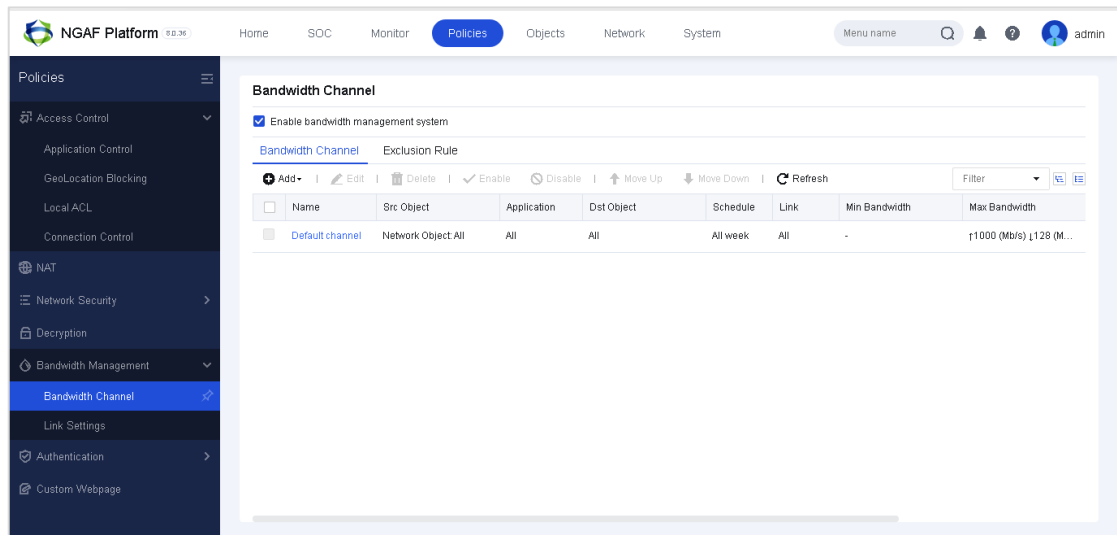 NGAF Platform 8.0.36 Home SOC Monitor Policies Objects Network System Menu name admin
Policies
Access Control
Application Control
GeoLocation Blocking
Local ACL
Connection Control
NAT
Network Security
Decryption
Bandwidth Management
Bandwidth Channel
Link Settings
Authentication
Custom Webpage
Bandwidth Channel
Enable bandwidth management system
Bandwidth Channel Exclusion Rule
Add Edit Delete Enable Disable Move Up Move Down Refresh Filter
Name Src Object Application Dst Object Schedule Link Min Bandwidth Max Bandwidth
Default channel Network Object: All All All All week All - ↑1000 (Mb/s) ↓128 (M...